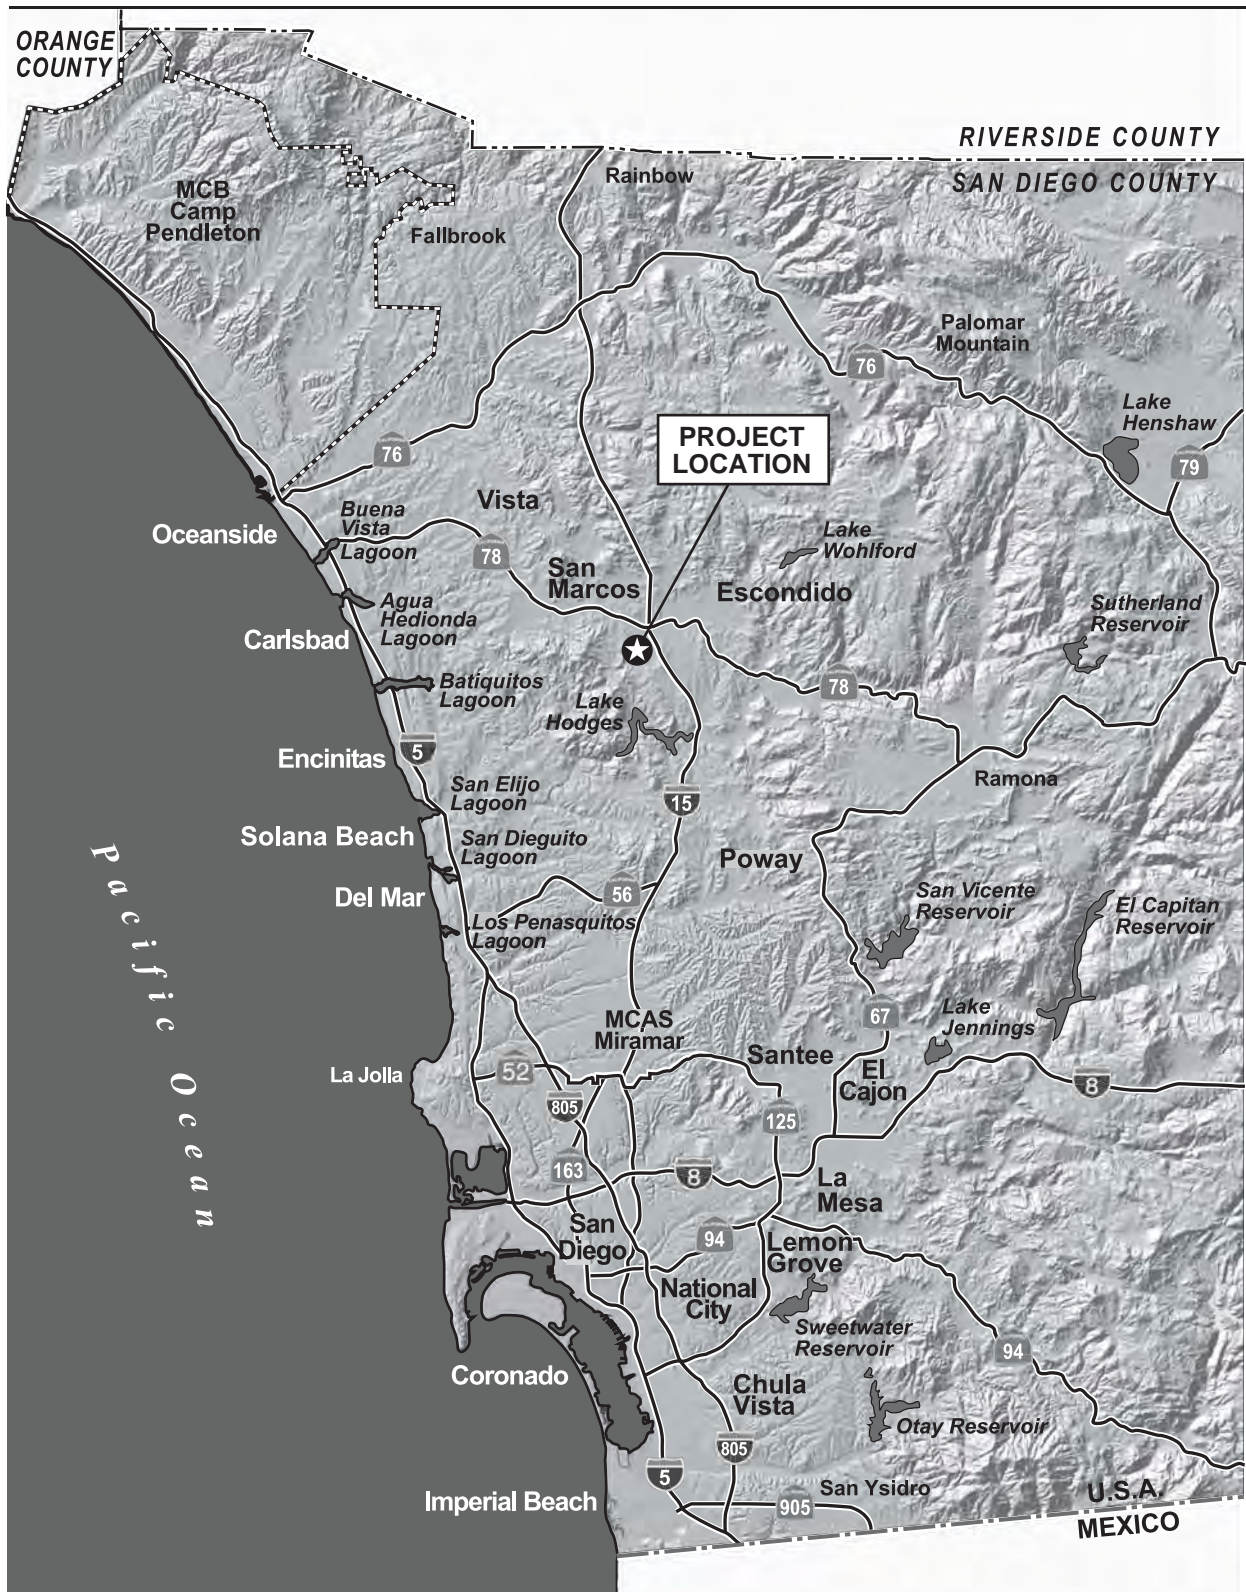 ORANGE
COUNTY
RIVERSIDE COUNTY
SAN DIEGO COUNTY
Rainbow
MCB
Camp
Pendleton
Fallbrook
Palomar
Mountain
76
Lake
Henshaw
PROJECT
LOCATION
76
79
Vista
Buena
Vista
Lagoon
Oceanside
78
Lake
Wohlford
San
Marcos
Escondido
Agua
Hedionda
Lagoon
Sutherland
Reservoir
Carlsbad
Batiquitos
Lagoon
78
Lake
Hodges
Encinitas
5
Ramona
San Elijo
Lagoon
15
Solana Beach
San Dieguito
Lagoon
Poway
Del Mar
56
San Vicente
Reservoir
El Capitan
Reservoir
Los Penasquitos
Lagoon
Pacific Ocean
MCAS
Miramar
67
Lake
Jennings
Santee
La Jolla
52
El
Cajon
8
805
125
163
8
La
Mesa
San
Diego
94
Lemon
Grove
National
City
Sweetwater
Reservoir
94
Coronado
Chula
Vista
Otay Reservoir
805
5
San Ysidro
Imperial Beach
905
U.S.A.
MEXICO